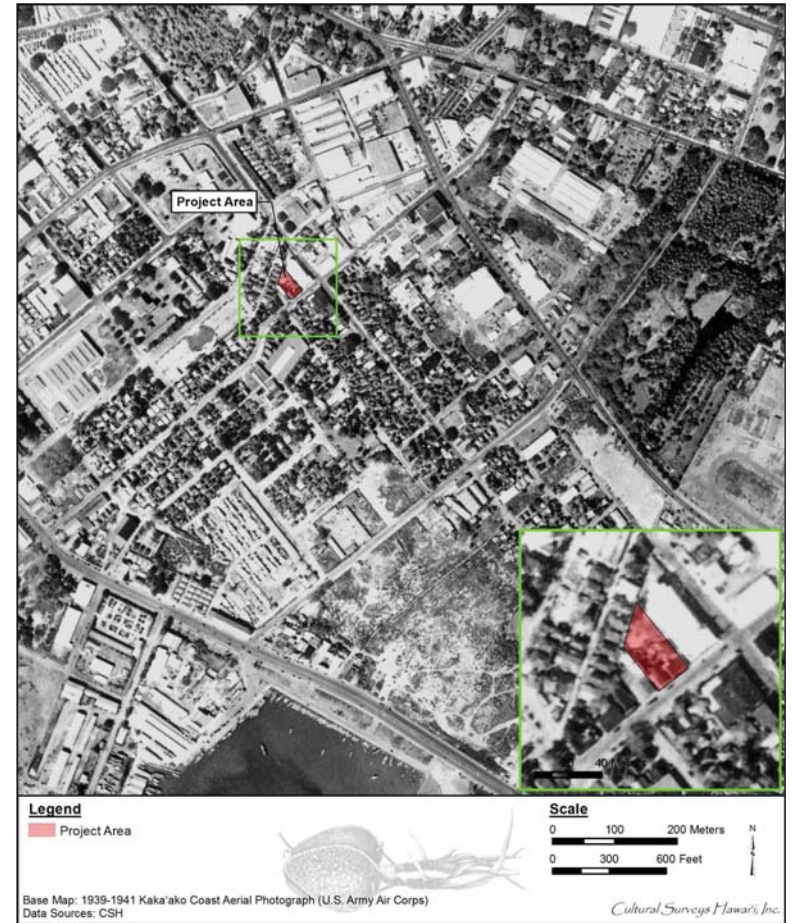 Project Area
40 M
Legend
Project Area
Scale
0 100 200 Meters
0 300 600 Feet
N
Base Map: 1939-1941 Kaka'ako Coast Aerial Photograph (U.S. Army Air Corps)
Data Sources: CSH
Cultural Surveys Hawai'i, Inc.